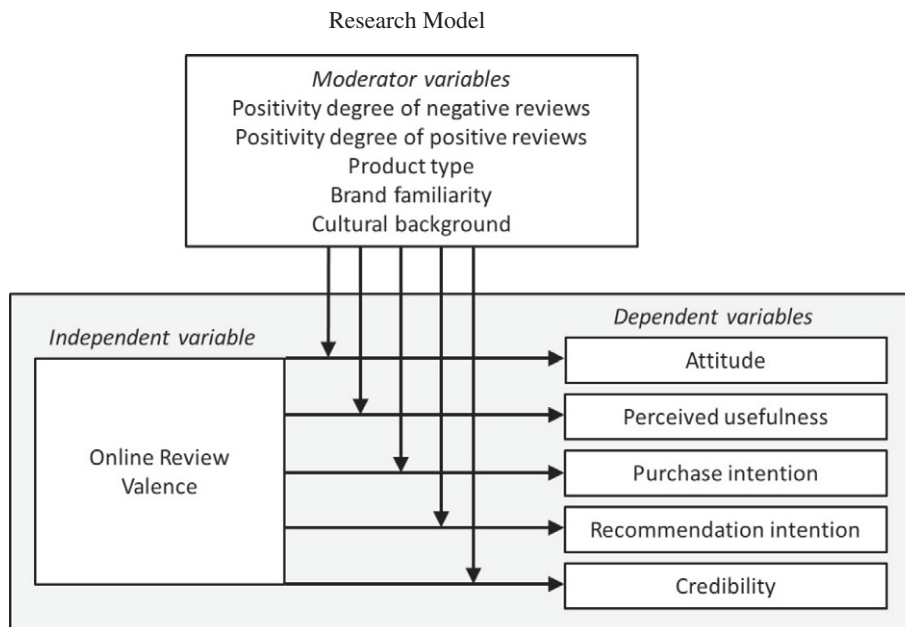 Research Model
Moderator variables
Positivity degree of negative reviews
Positivity degree of positive reviews
Product type
Brand familiarity
Cultural background
Independent variable
Online Review
Valence
Dependent variables
Attitude
Perceived usefulness
Purchase intention
Recommendation intention
Credibility